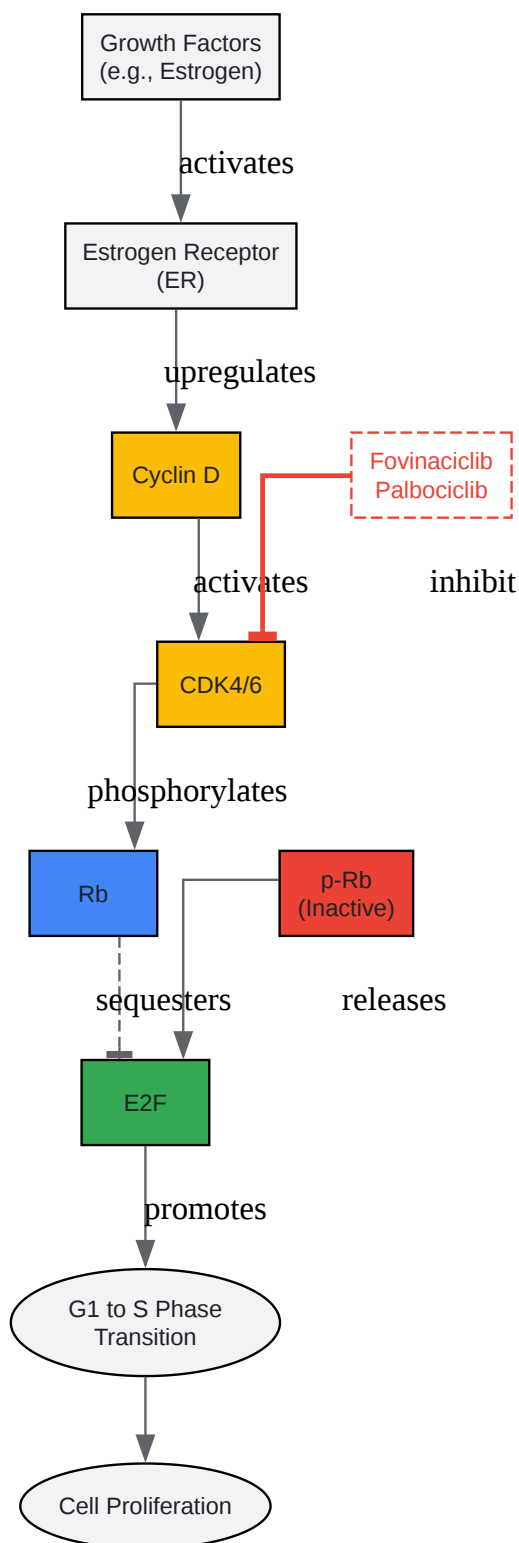 Growth Factors
(e.g., Estrogen)
activates
Estrogen Receptor
(ER)
upregulates
Cyclin D
Fovinaciclib
Palbociclib
activates
inhibit
CDK4/6
phosphorylates
Rb
p-Rb
(Inactive)
sequesters
releases
E2F
promotes
G1 to S Phase
Transition
Cell Proliferation